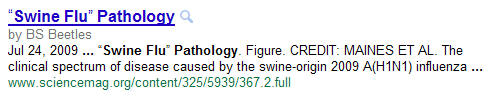 “Swine Flu” Pathology
by BS Beetles
Jul 24, 2009 ... “Swine Flu” Pathology. Figure. CREDIT: MAINES ET AL. The
clinical spectrum of disease caused by the swine-origin 2009 A(H1N1) influenza ...
www.sciencemag.org/content/325/5939/367.2.full